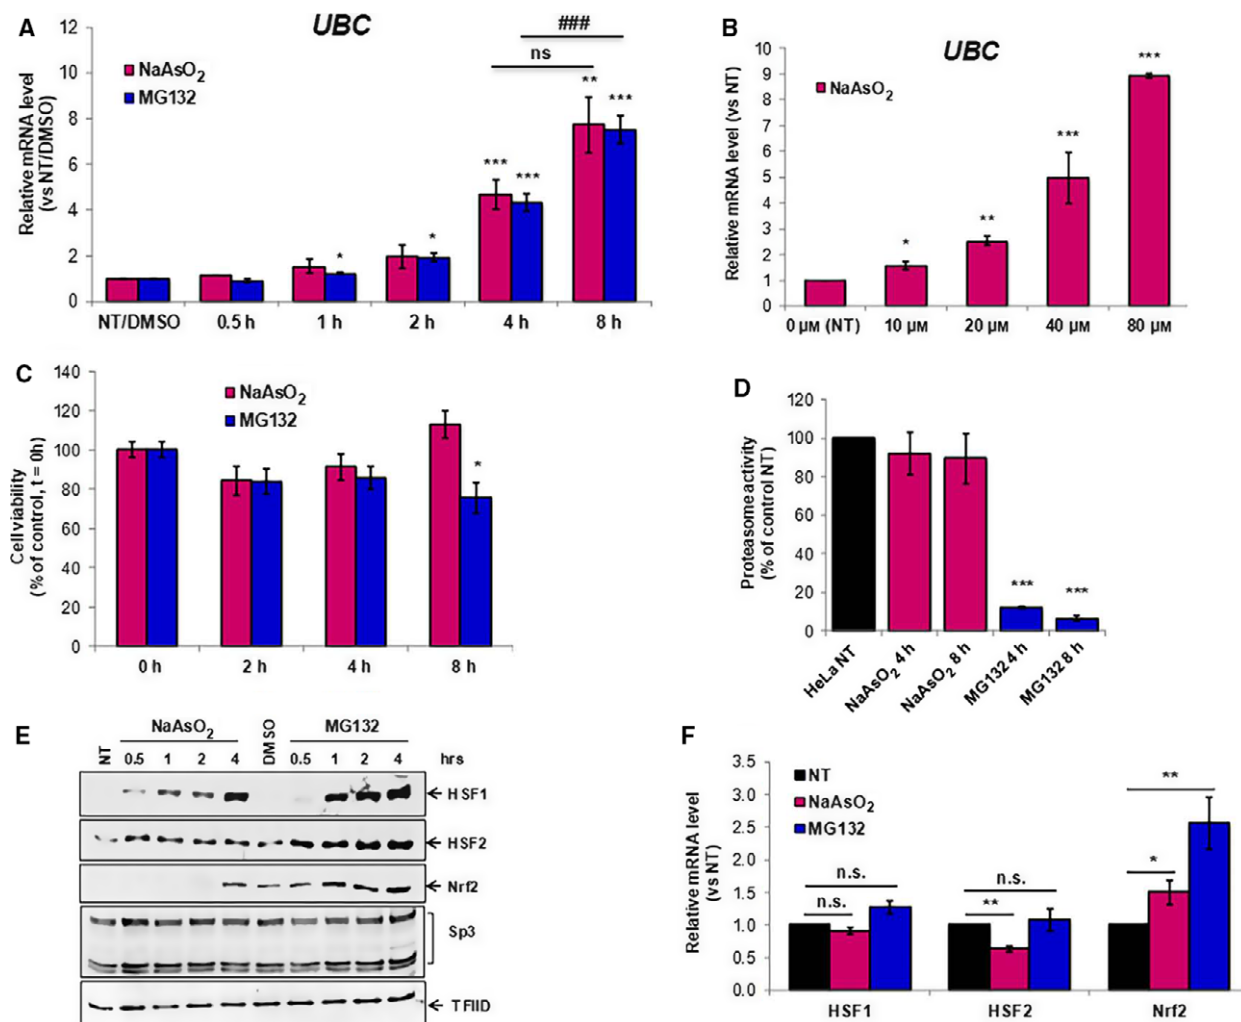 A
UBC
Relative mRNA level
(vs NT/DMSO)
12
10
8
6
4
2
0
NaAsO₂
MG132
###
ns
**
***
***
***
*
*
NT/DMSO 0.5 h 1 h 2 h 4 h 8 h
B
UBC
Relative mRNA level (vs NT)
10
9
8
7
6
5
4
3
2
1
0
NaAsO₂
***
***
**
*
0 μM (NT) 10 μM 20 μM 40 μM 80 μM
C
Cell viability
(% of control, t = 0h)
140
120
100
80
60
40
20
0
NaAsO₂
MG132
*
0 h 2 h 4 h 8 h
D
Proteasome activity
(% of control NT)
120
100
80
60
40
20
0
*** ***
HeLa NT
NaAsO₂ 4 h
NaAsO₂ 8 h
MG132 4 h
MG132 8 h
E
NT NaAsO₂ DMSO MG132
0.5 1 2 4 0.5 1 2 4 hrs
HSF1
HSF2
Nrf2
Sp3
TFIID
F
Relative mRNA level
(vs NT)
3.5
3.0
2.5
2.0
1.5
1.0
0.5
0.0
NT
NaAsO₂
MG132
n.s.
n.s.
n.s.
**
**
*
HSF1 HSF2 Nrf2